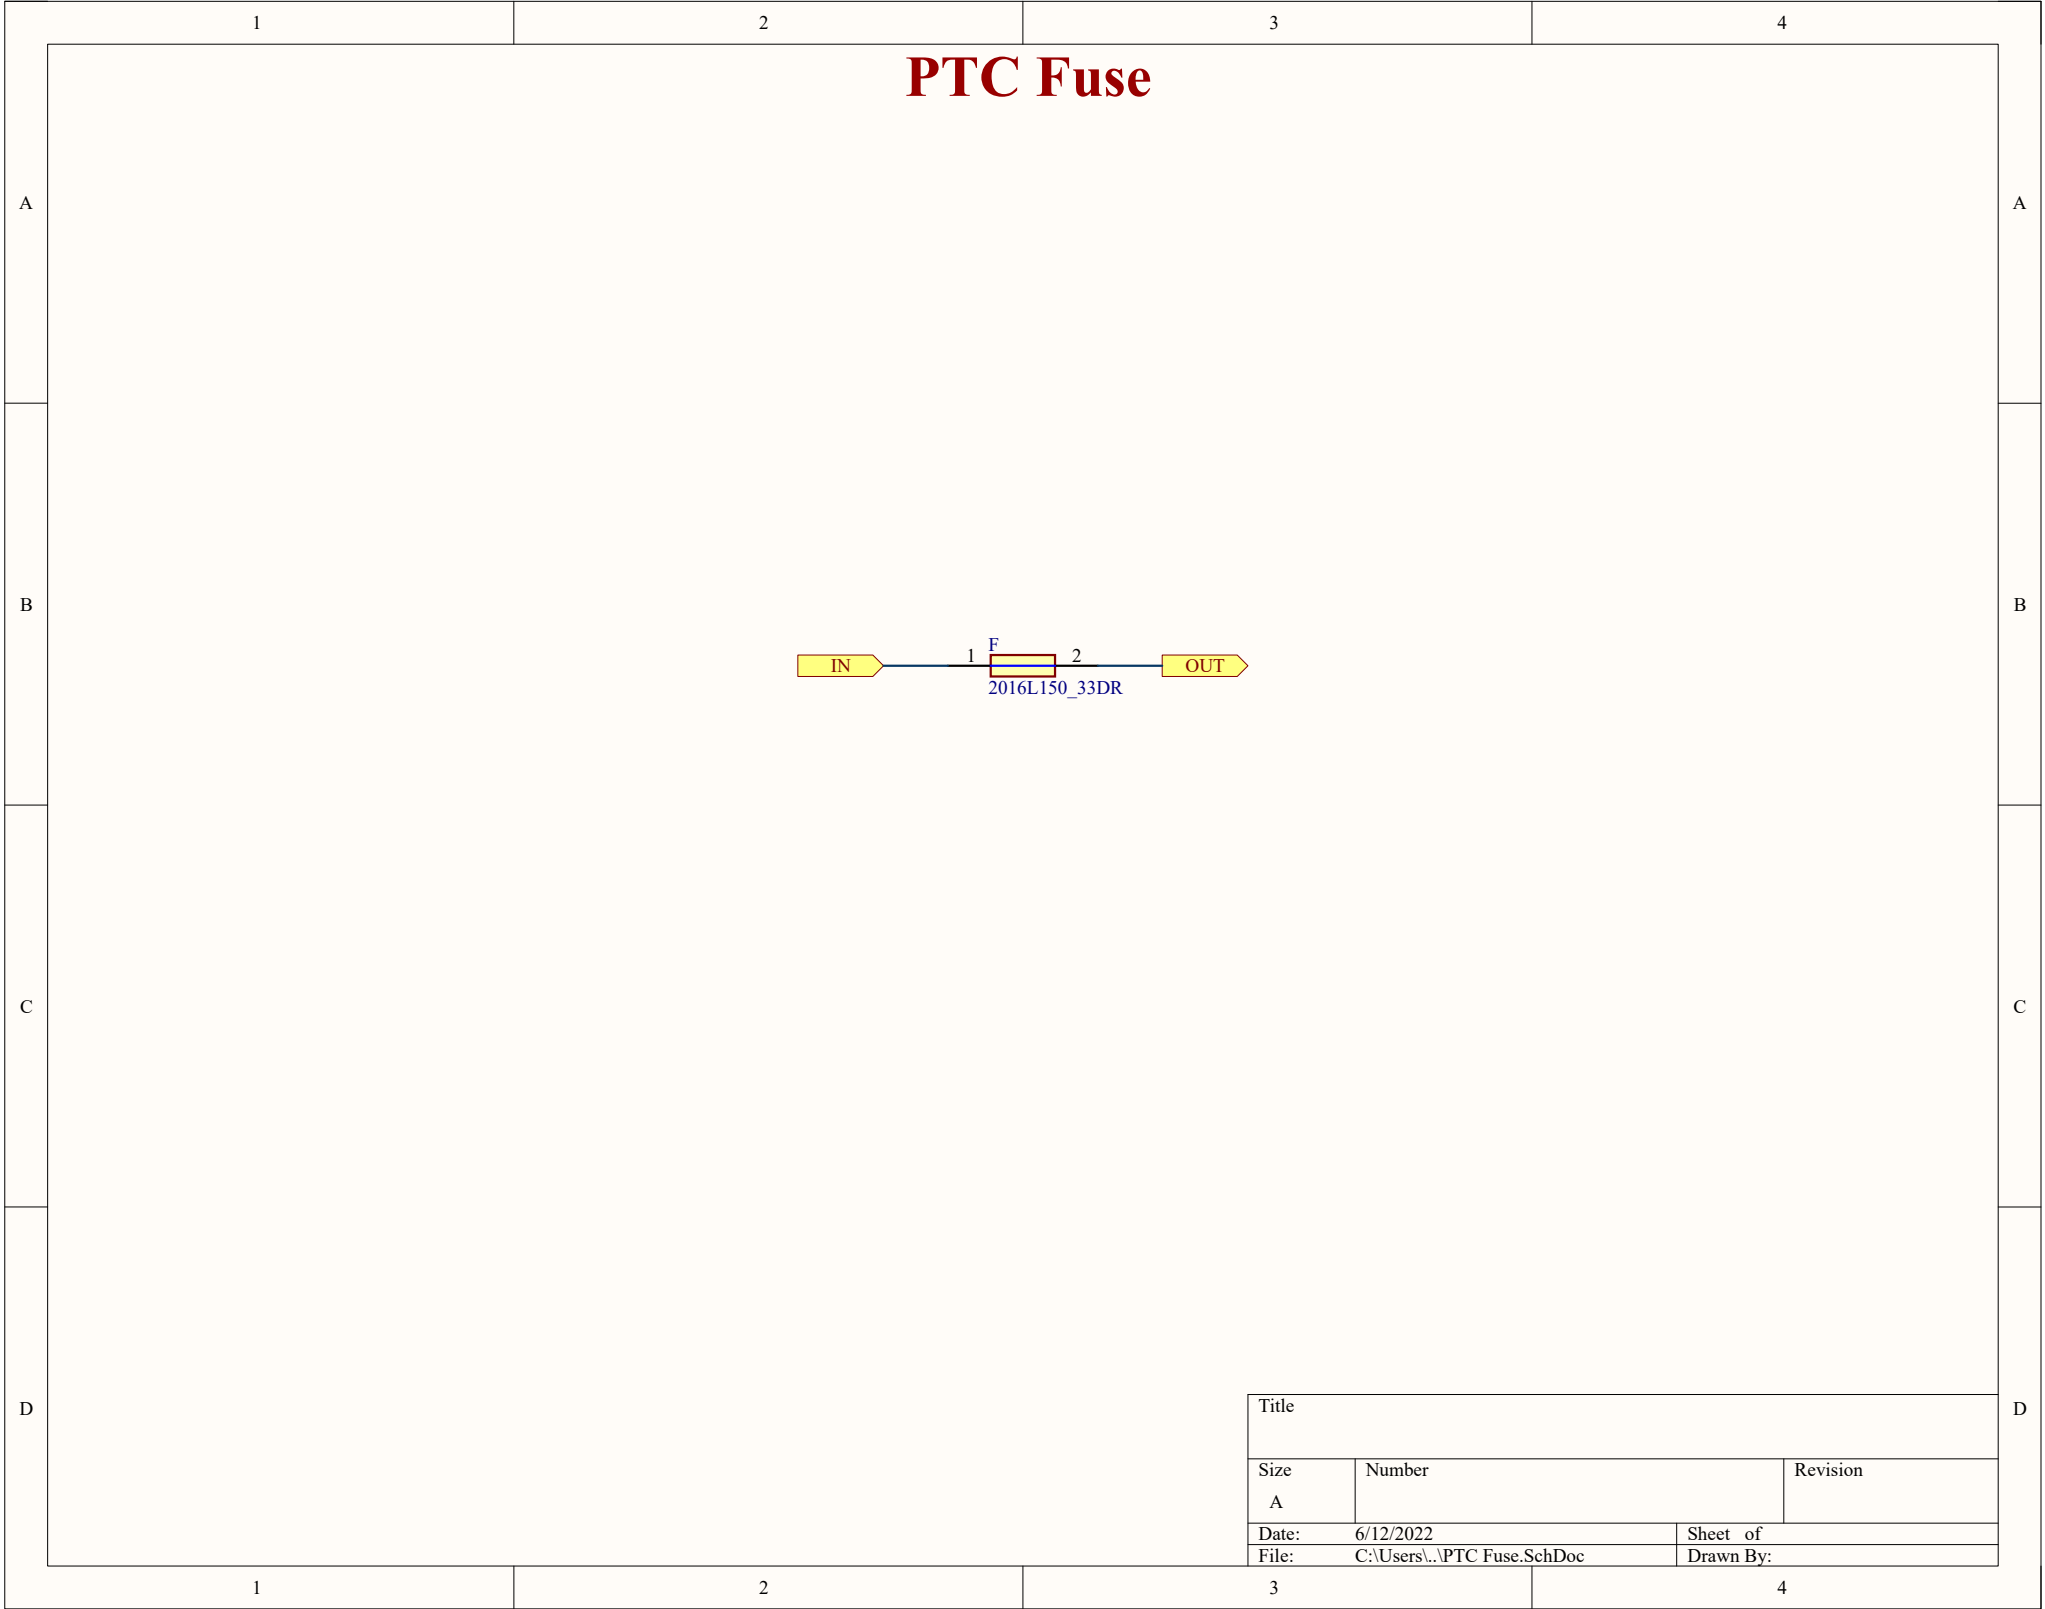 1 2 3 4
PTC Fuse
A A
B B
F
1 2
IN OUT
2016L150_33DR
C C
D D
Title
Size Number Revision
A
Date: 6/12/2022 Sheet of
File: C:\Users\..\PTC Fuse.SchDoc Drawn By:
1 2 3 4